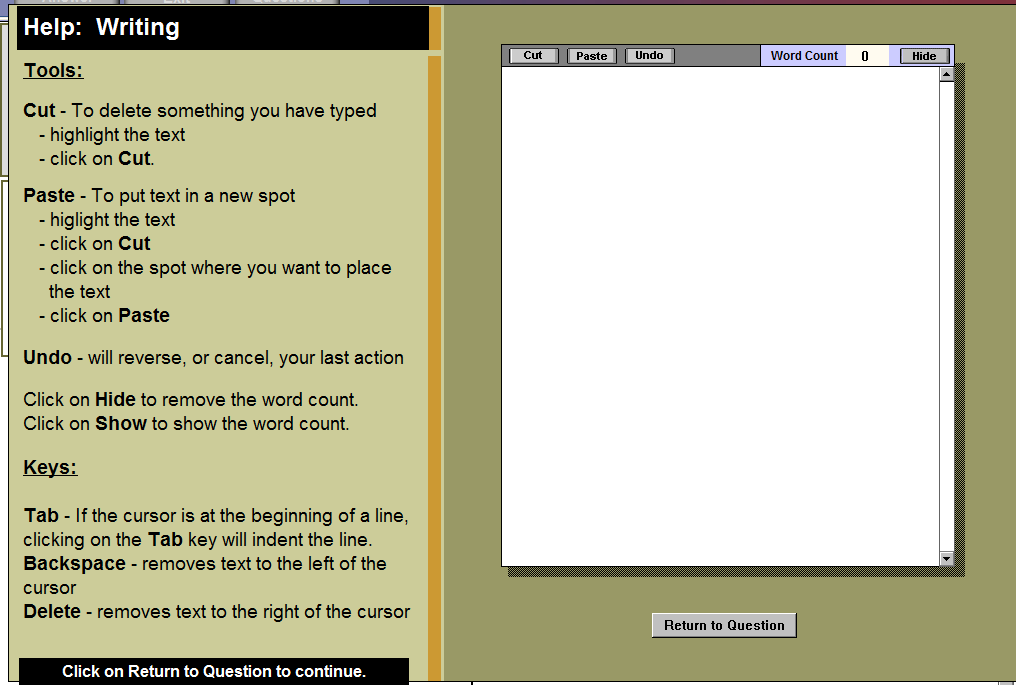 Help: Writing
Tools:
Cut - To delete something you have typed
- highlight the text
- click on Cut.
Paste - To put text in a new spot
- higlight the text
- click on Cut
- click on the spot where you want to place
the text
- click on Paste
Undo - will reverse, or cancel, your last action
Click on Hide to remove the word count.
Click on Show to show the word count.
Keys:
Tab - If the cursor is at the beginning of a line,
clicking on the Tab key will indent the line.
Backspace - removes text to the left of the
cursor
Delete - removes text to the right of the cursor
Click on Return to Question to continue.
Cut Paste Undo Word Count 0 Hide
Return to Question